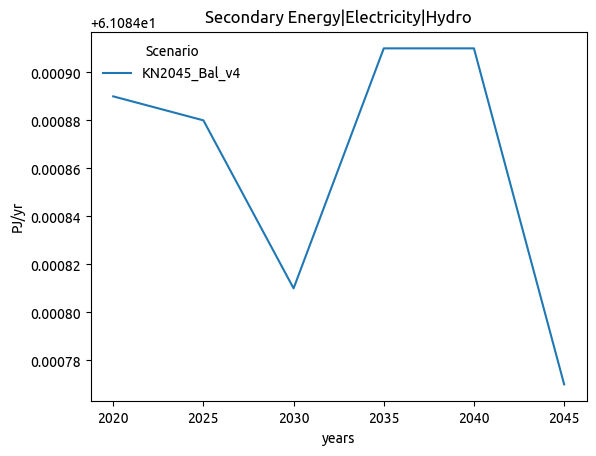 Secondary Energy|Electricity|Hydro
+6.1084e1
Scenario
KN2045_Bal_v4
0.00090
0.00088
0.00086
0.00084
0.00082
0.00080
0.00078
PJ/yr
2020 2025 2030 2035 2040 2045
years